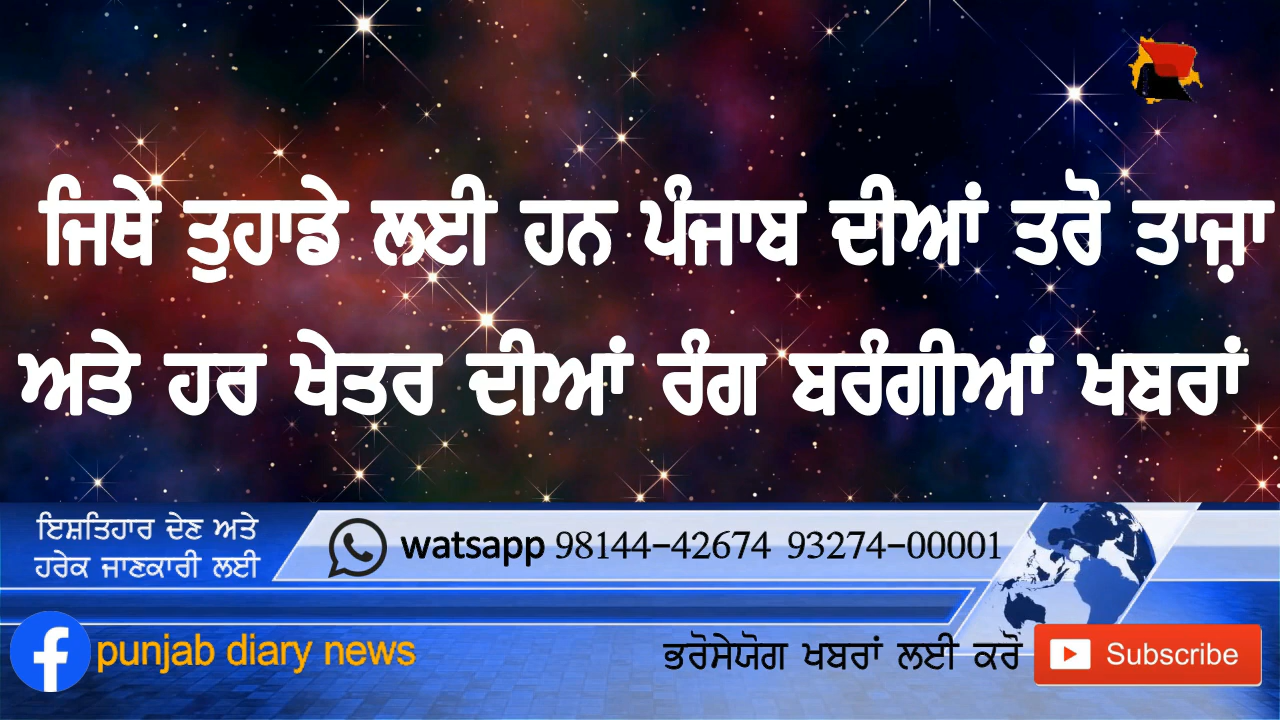 ਜਿਥੇ ਤੁਹਾਡੇ ਲਈ ਹਨ ਪੰਜਾਬ ਦੀਆਂ ਤਰੋ ਤਾਜ਼ਾ
ਅਤੇ ਹਰ ਖੇਤਰ ਦੀਆਂ ਰੰਗ ਬਰੰਗੀਆਂ ਖਬਰਾਂ
ਇਸ਼ਤਿਹਾਰ ਦੇਣ ਅਤੇ
ਹਰੇਕ ਜਾਣਕਾਰੀ ਲਈ
watsapp 98144-42674 93274-00001
punjab diary news
ਭਰੋਸੇਯੋਗ ਖਬਰਾਂ ਲਈ ਕਰੋਂ
Subscribe